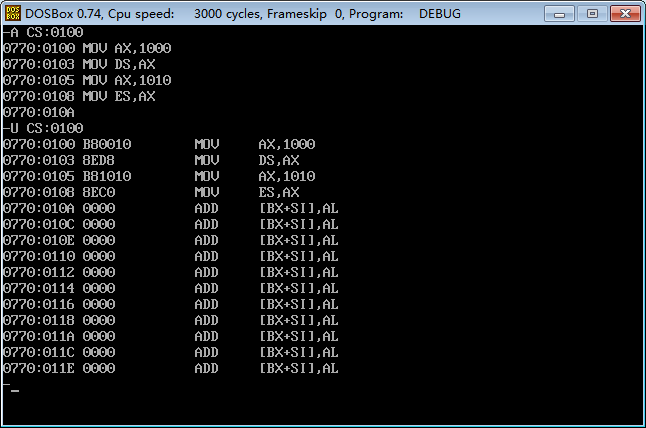 DOS BOX DOSBox 0.74, Cpu speed: 3000 cycles, Frameskip 0, Program: DEBUG
-A CS:0100
0770:0100 MOV AX,1000
0770:0103 MOV DS,AX
0770:0105 MOV AX,1010
0770:0108 MOV ES,AX
0770:010A
-U CS:0100
0770:0100 B80010 MOV AX,1000
0770:0103 8ED8 MOV DS,AX
0770:0105 B81010 MOV AX,1010
0770:0108 8EC0 MOV ES,AX
0770:010A 0000 ADD [BX+SI],AL
0770:010C 0000 ADD [BX+SI],AL
0770:010E 0000 ADD [BX+SI],AL
0770:0110 0000 ADD [BX+SI],AL
0770:0112 0000 ADD [BX+SI],AL
0770:0114 0000 ADD [BX+SI],AL
0770:0116 0000 ADD [BX+SI],AL
0770:0118 0000 ADD [BX+SI],AL
0770:011A 0000 ADD [BX+SI],AL
0770:011C 0000 ADD [BX+SI],AL
0770:011E 0000 ADD [BX+SI],AL
-_